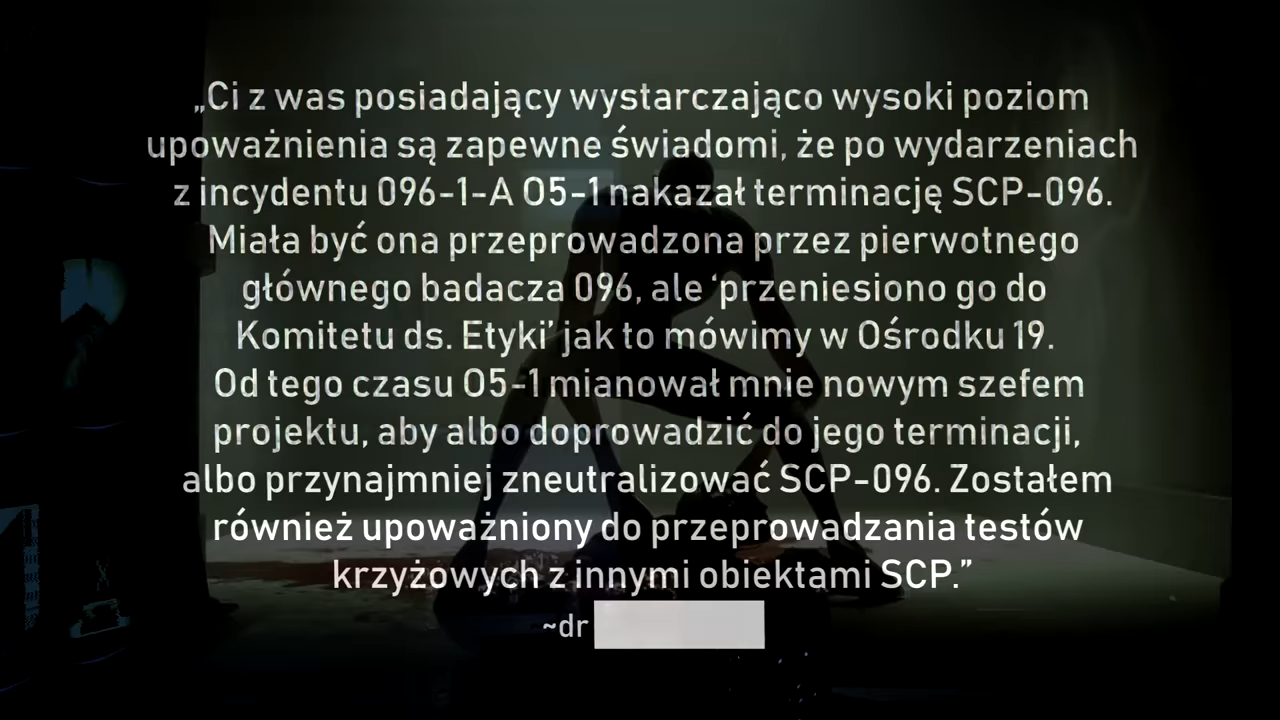 „Ci z was posiadający wystarczająco wysoki poziom
upoważnienia są zapewne świadomi, że po wydarzeniach
z incydentu 096-1-A O5-1 nakazał terminację SCP-096.
Miała być ona przeprowadzona przez pierwotnego
głównego badacza 096, ale ‘przeniesiono go do
Komitetu ds. Etyki’ jak to mówimy w Ośrodku 19.
Od tego czasu O5-1 mianował mnie nowym szefem
projektu, aby albo doprowadzić do jego terminacji,
albo przynajmniej zneutralizować SCP-096. Zostałem
również upoważniony do przeprowadzania testów
krzyżowych z innymi obiektami SCP.”
~dr